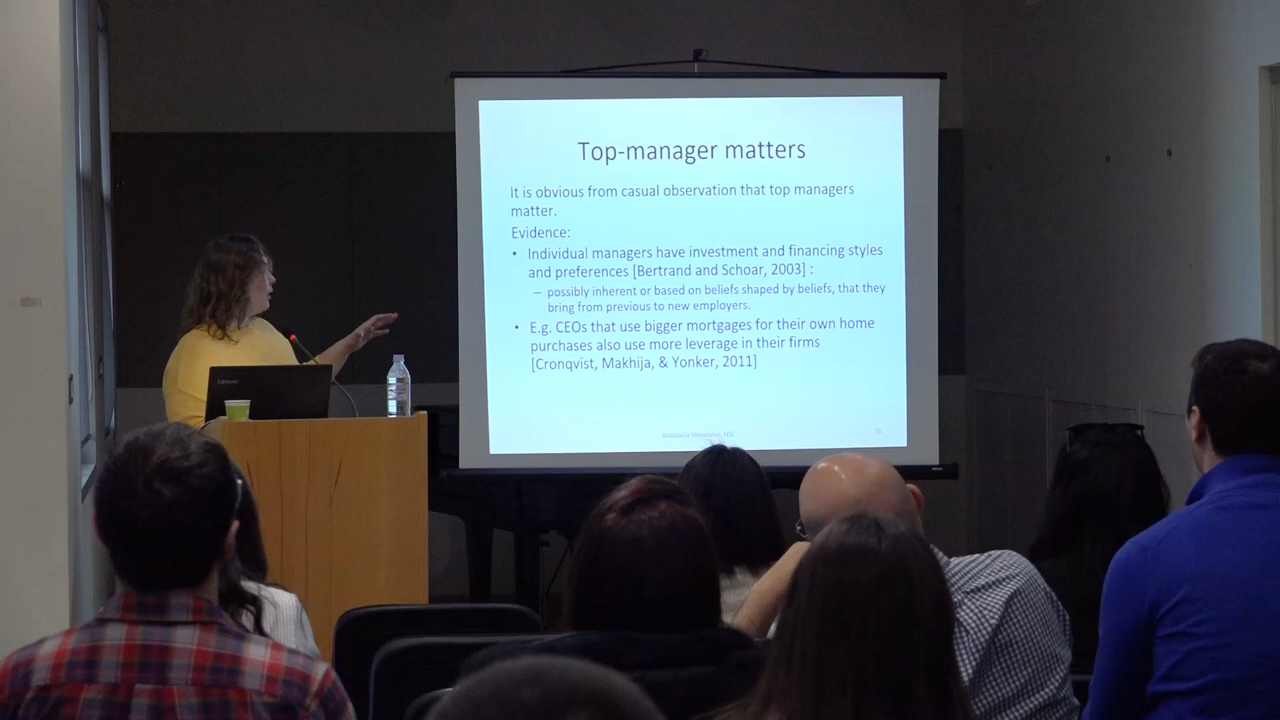 Top-manager matters
It is obvious from casual observation that top managers
matter.
Evidence:
• Individual managers have investment and financing styles
and preferences [Bertrand and Schoar, 2003] :
– possibly inherent or based on beliefs shaped by beliefs, that they
bring from previous to new employers.
• E.g. CEOs that use bigger mortgages for their own home
purchases also use more leverage in their firms
[Cronqvist, Makhija, & Yonker, 2011]
15
Lenovo